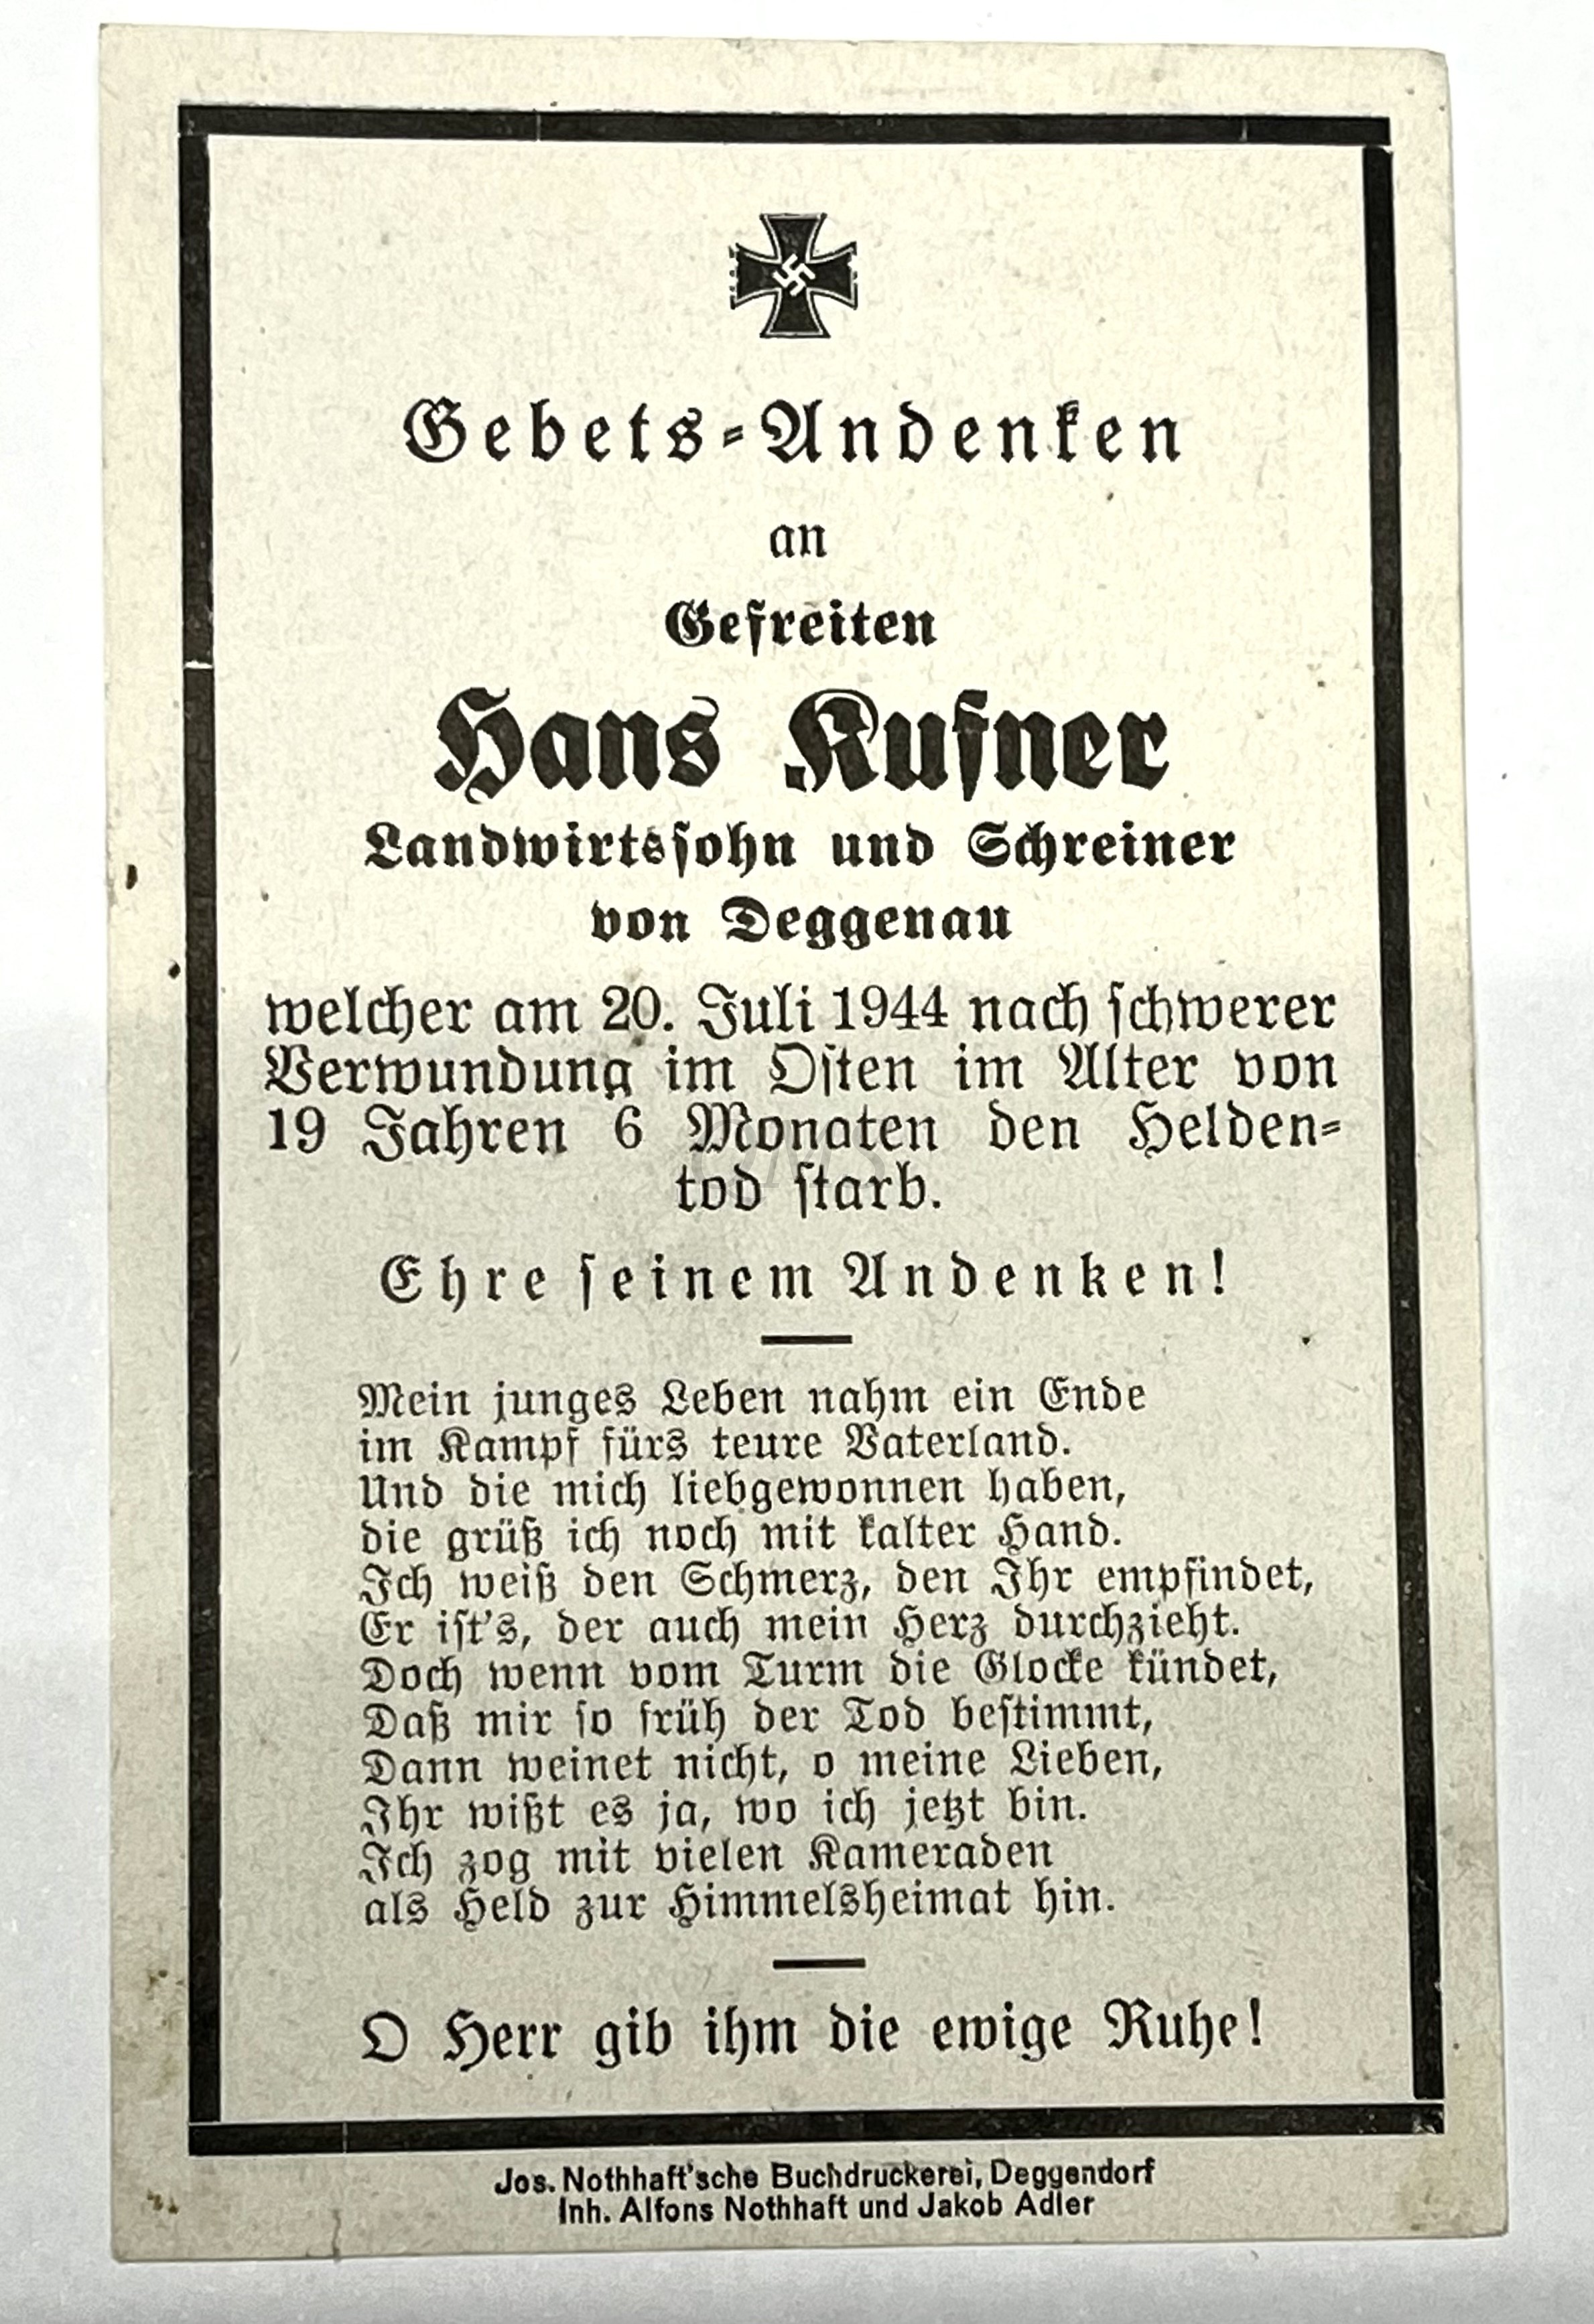 Gebets-Andenken
an
Gefreiten
Hans Kufner
Landwirtssohn und Schreiner
von Deggenau
welcher am 20. Juli 1944 nach schwerer
Verwundung im Osten im Alter von
19 Jahren 6 Monaten den Helden-
tod starb.
Ehre seinem Andenken!
Mein junges Leben nahm ein Ende
im Kampf fürs teure Vaterland.
Und die mich liebgewonnen haben,
die grüß ich noch mit kalter Hand.
Ich weiß den Schmerz, den Ihr empfindet,
Er ist's, der auch mein Herz durchzieht.
Doch wenn vom Turm die Glocke kündet,
Daß mir so früh der Tod bestimmt,
Dann weinet nicht, o meine Lieben,
Ihr wißt es ja, wo ich jetzt bin.
Ich zog mit vielen Kameraden
als Held zur Himmelsheimat hin.
O Herr gib ihm die ewige Ruhe!
Jos. Nothhaft'sche Buchdruckerei, Deggendorf
Inh. Alfons Nothhaft und Jakob Adler